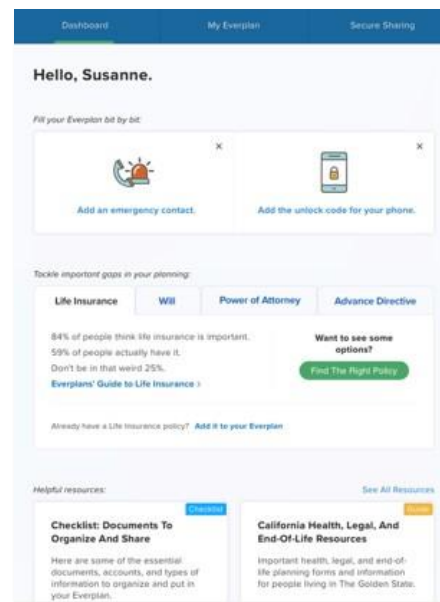 Dashboard
My Everplan
Secure Sharing
Hello, Susanne.
Fill your Everplan bit by bit:
×
×
Add an emergency contact.
Add the unlock code for your phone.
Tackle important gaps in your planning:
Life Insurance
Will
Power of Attorney
Advance Directive
84% of people think life insurance is important.
59% of people actually have it.
Don't be in that weird 25%.
Everplans' Guide to Life Insurance >
Want to see some
options?
Find The Right Policy
Already have a Life Insurance policy? Add it to your Everplan
Helpful resources:
See All Resources
Checklist
Checklist: Documents To
Organize And Share
Here are some of the essential
documents, accounts, and types of
information to organize and put in
your Everplan.
Guide
California Health, Legal, And
End-Of-Life Resources
Important health, legal, and end-of-
life planning forms and information
for people living in The Golden State.